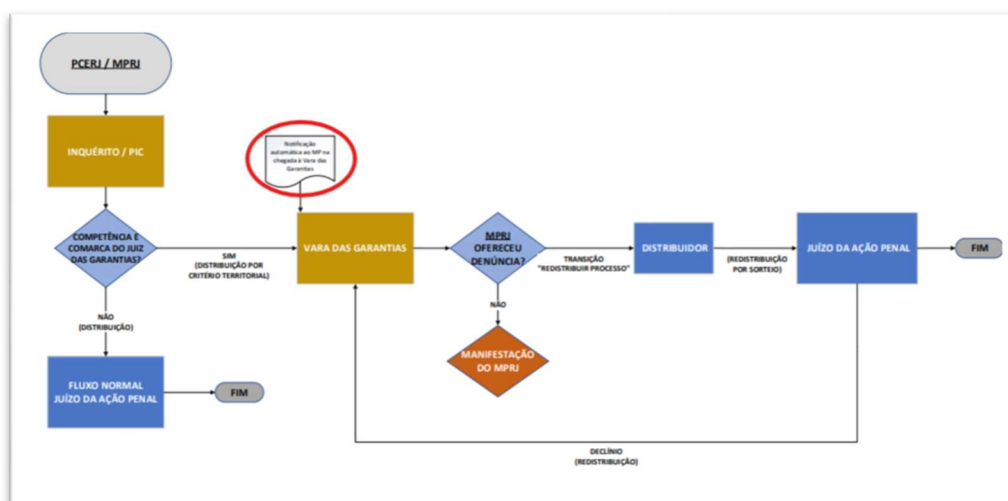 PCERJ / MPRJ
INQUÉRITO / PIC
COMPETÊNCIA E
COMARCA DO JUIZ
DAS GARANTIAS?
NÃO
(DISTRIBUIÇÃO)
FLUXO NORMAL
JUÍZO DA AÇÃO PENAL
FIM
SIM
(DISTRIBUIÇÃO POR
CRITÉRIO TERRITORIAL)
Notificação
automática ao MP na
chegada à Vara das
Garantias
VARA DAS GARANTIAS
MPRJ
OFERECEU
DENÚNCIA?
NÃO
MANIFESTAÇÃO
DO MPRJ
TRANSIÇÃO
"REDISTRIBUIR PROCESSO"
DISTRIBUIDOR
(REDISTRIBUIÇÃO
POR SORTEIO)
JUÍZO DA AÇÃO PENAL
FIM
DECLÍNIO
(REDISTRIBUIÇÃO)